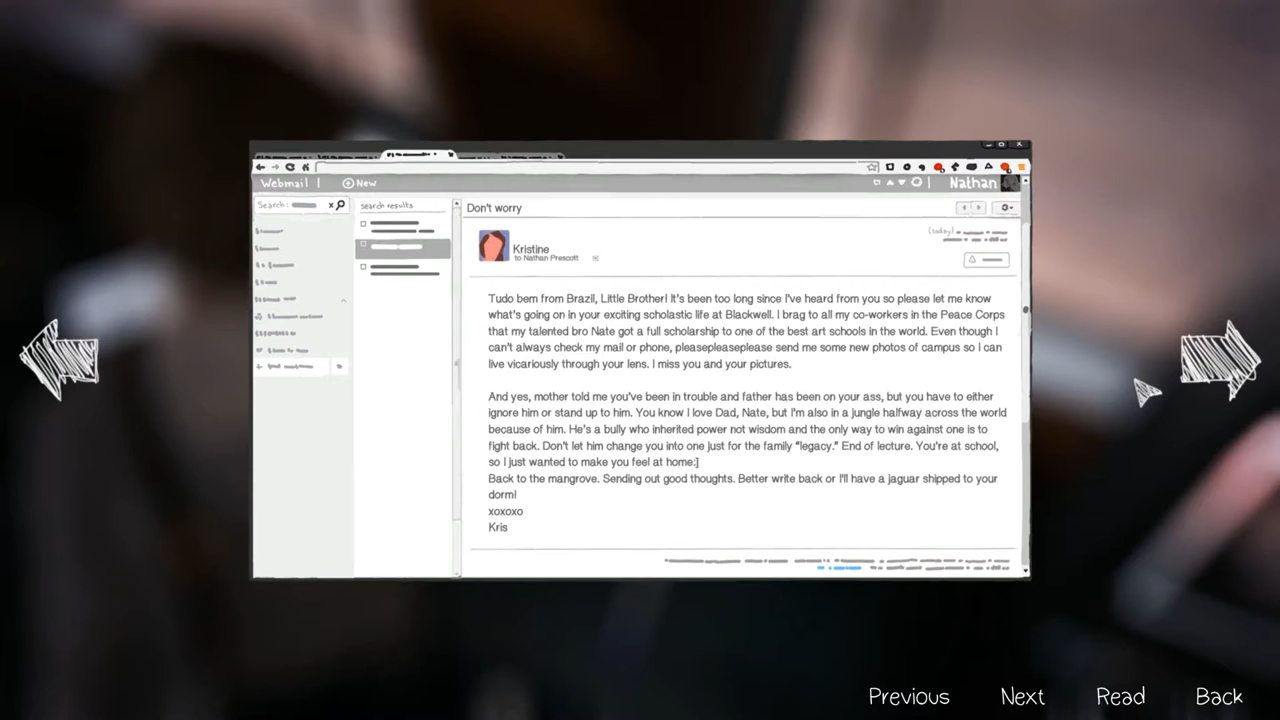 Webmail | New
Nathan
Search: x
search results
Don't worry
(today)
Kristine
to Nathan Prescott
Tudo bem from Brazil, Little Brother! It's been too long since I've heard from you so please let me know
what's going on in your exciting scholastic life at Blackwell. I brag to all my co-workers in the Peace Corps
that my talented bro Nate got a full scholarship to one of the best art schools in the world. Even though I
can't always check my mail or phone, pleasepleaseplease send me some new photos of campus so I can
live vicariously through your lens. I miss you and your pictures.
And yes, mother told me you've been in trouble and father has been on your ass, but you have to either
ignore him or stand up to him. You know I love Dad, Nate, but I'm also in a jungle halfway across the world
because of him. He's a bully who inherited power not wisdom and the only way to win against one is to
fight back. Don't let him change you into one just for the family "legacy." End of lecture. You're at school,
so I just wanted to make you feel at home:]
Back to the mangrove. Sending out good thoughts. Better write back or I'll have a jaguar shipped to your
dorm!
xoxoxo
Kris
Previous
Next
Read
Back